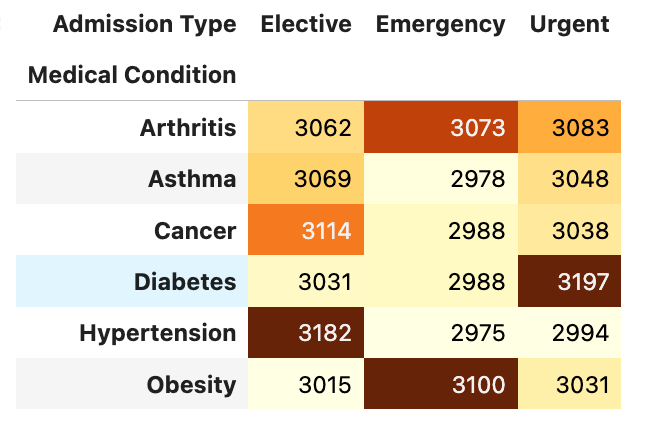 Admission Type Elective Emergency Urgent
Medical Condition
Arthritis 3062 3073 3083
Asthma 3069 2978 3048
Cancer 3114 2988 3038
Diabetes 3031 2988 3197
Hypertension 3182 2975 2994
Obesity 3015 3100 3031